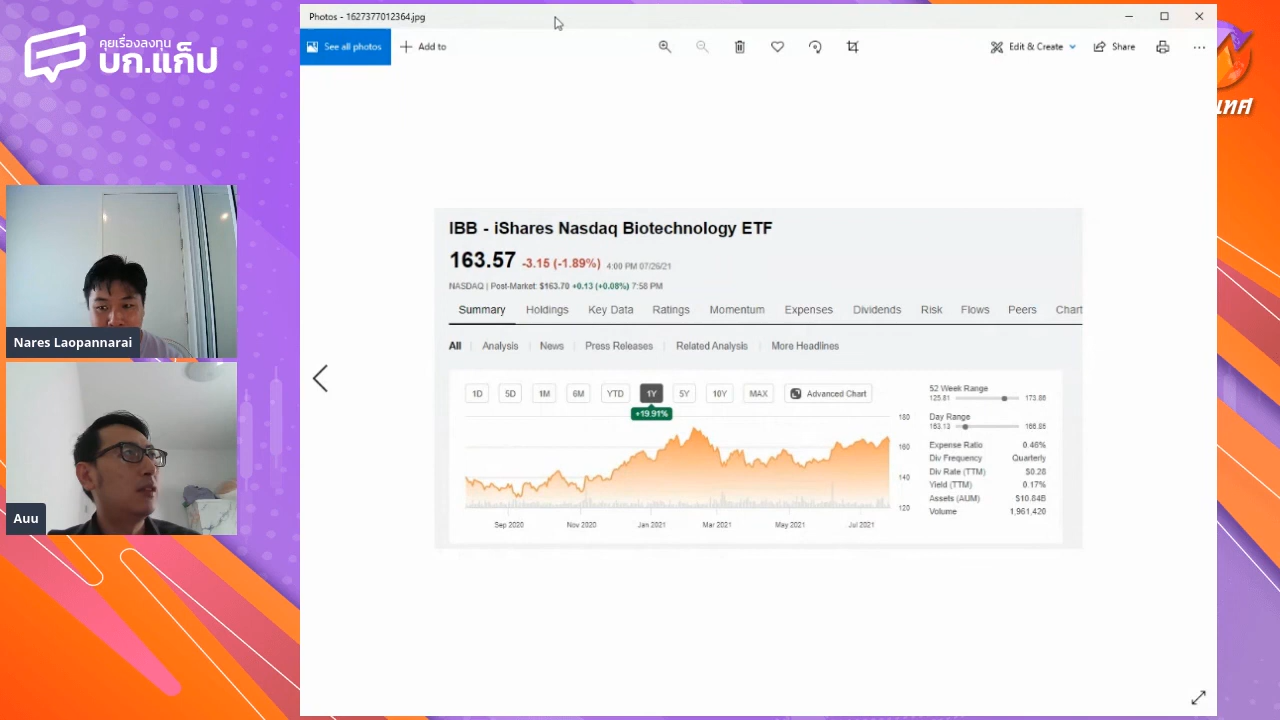 Photos - 1627377012364.jpg
คุยเรื่องลงทุน
บก.แก็ป
See all photos
Add to
Edit & Create
Share
เทศ
IBB - iShares Nasdaq Biotechnology ETF
163.57 -3.15 (-1.89%) 4:00 PM 07/26/21
NASDAQ | Post-Market: $163.70 +0.13 (+0.08%) 7:58 PM
Summary Holdings Key Data Ratings Momentum Expenses Dividends Risk Flows Peers Chart
All | Analysis | News | Press Releases | Related Analysis | More Headlines
1D 5D 1M 6M YTD 1Y 5Y 10Y MAX Advanced Chart
+19.91%
180
160
140
120
Sep 2020 Nov 2020 Jan 2021 Mar 2021 May 2021 Jul 2021
52 Week Range
125.81 173.86
Day Range
163.13 166.86
Expense Ratio 0.46%
Div Frequency Quarterly
Div Rate (TTM) $0.28
Yield (TTM) 0.17%
Assets (AUM) $10.84B
Volume 1,961,420
Nares Laopannarai
Auu